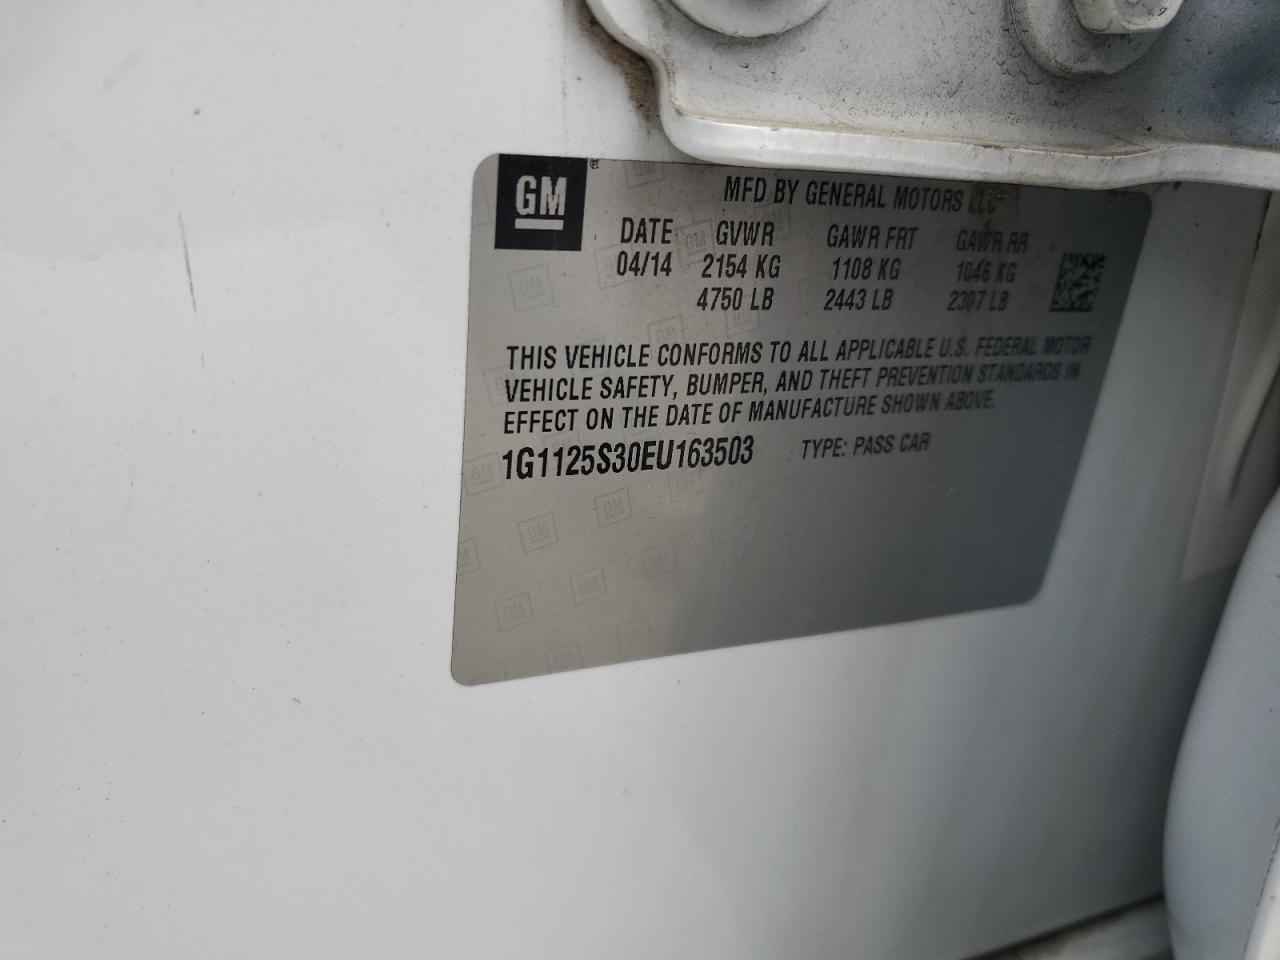 GM ®
MFD BY GENERAL MOTORS LLC
DATE GVWR GAWR FRT GAWR RR
04/14 2154 KG 1108 KG 1046 KG
4750 LB 2443 LB 2307 LB
THIS VEHICLE CONFORMS TO ALL APPLICABLE U.S. FEDERAL MOTOR
VEHICLE SAFETY, BUMPER, AND THEFT PREVENTION STANDARDS IN
EFFECT ON THE DATE OF MANUFACTURE SHOWN ABOVE.
1G1125S30EU163503 TYPE: PASS CAR